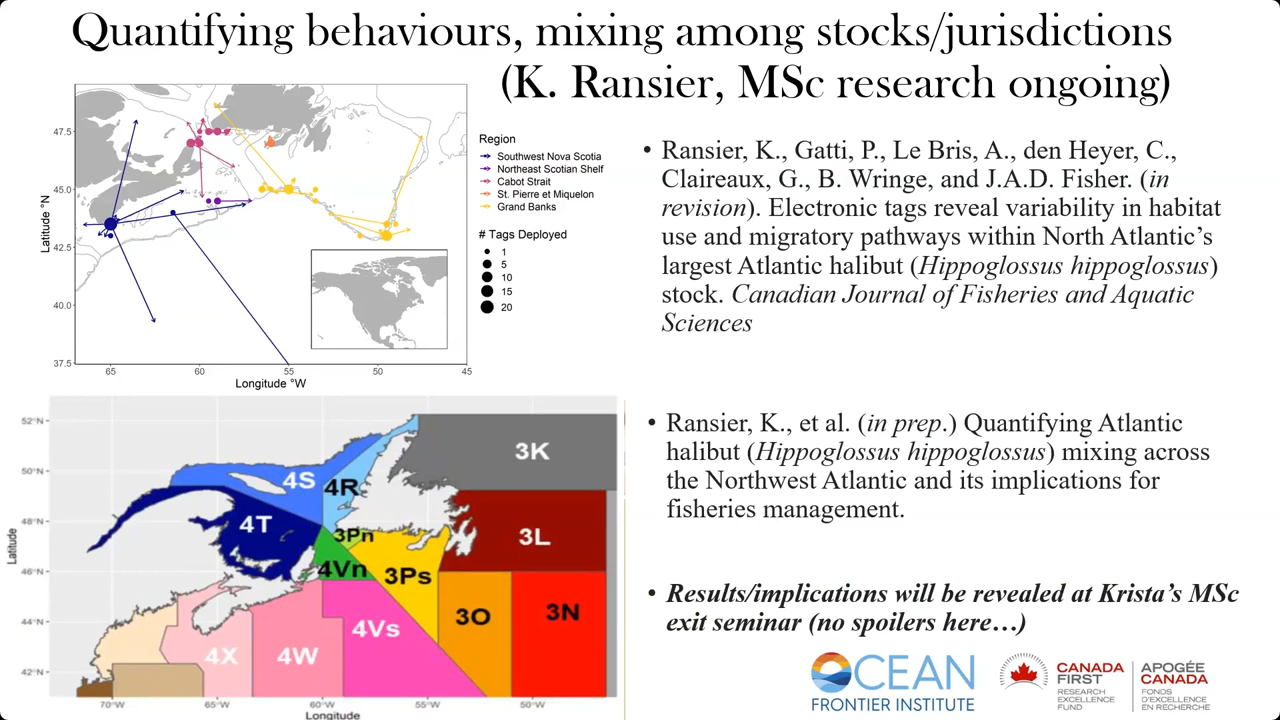 Quantifying behaviours, mixing among stocks/jurisdictions
(K. Ransier, MSc research ongoing)
47.5
45.0
42.5
40.0
37.5
Latitude °N
65
60
55
50
45
Longitude °W
Region
Southwest Nova Scotia
Northeast Scotian Shelf
Cabot Strait
St. Pierre et Miquelon
Grand Banks
# Tags Deployed
1
5
10
15
20
• Ransier, K., Gatti, P., Le Bris, A., den Heyer, C.,
Claireaux, G., B. Wringe, and J.A.D. Fisher. (in
revision). Electronic tags reveal variability in habitat
use and migratory pathways within North Atlantic's
largest Atlantic halibut (Hippoglossus hippoglossus)
stock. Canadian Journal of Fisheries and Aquatic
Sciences
52°N
50°N
48°N
46°N
44°N
42°N
Latitude
3K
4S
4R
4T
3Pn
3L
4Vn
3Ps
3O
3N
4Vs
4X
4W
70°W
65°W
60°W
55°W
50°W
Longitude
• Ransier, K., et al. (in prep.) Quantifying Atlantic
halibut (Hippoglossus hippoglossus) mixing across
the Northwest Atlantic and its implications for
fisheries management.
• Results/implications will be revealed at Krista's MSc
exit seminar (no spoilers here…)
OCEAN
FRONTIER INSTITUTE
CANADA
FIRST
RESEARCH
EXCELLENCE
FUND
APOGÉE
CANADA
FONDS
D'EXCELLENCE
EN RECHERCHE